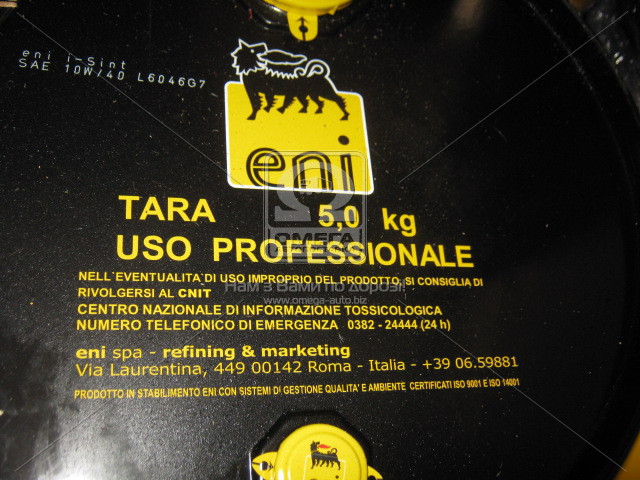 eni i-Sint
SAE 10W/40 L6046G7
eni
TARA 5,0 kg
OMEGA
USO PROFESSIONALE
NELL'EVENTUALITA' DI USO IMPROPRIO DEL PRODOTTO, SI CONSIGLIA DI
Нам з Вами по дорозі!
RIVOLGERSI AL CNIT
www.omega-auto.biz
CENTRO NAZIONALE DI INFORMAZIONE TOSSICOLOGICA
NUMERO TELEFONICO DI EMERGENZA 0382 - 24444 (24 h)
eni spa - refining & marketing
Via Laurentina, 449 00142 Roma - Italia - +39 06.59881
PRODOTTO IN STABILIMENTO ENI CON SISTEMI DI GESTIONE QUALITA' E AMBIENTE CERTIFICATI ISO 9001 E ISO 14001
eni